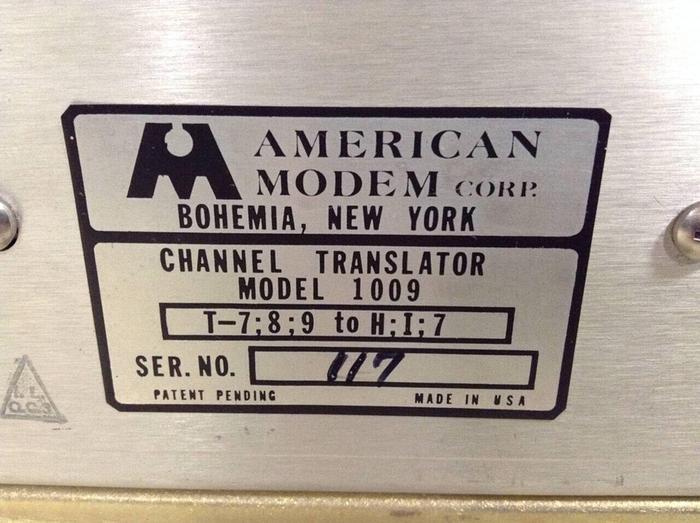 AMERICAN
MODEM CORP.
BOHEMIA, NEW YORK
CHANNEL TRANSLATOR
MODEL 1009
T-7;8;9 to H;I;7
SER. NO. 117
PATENT PENDING MADE IN USA
Q.C.3